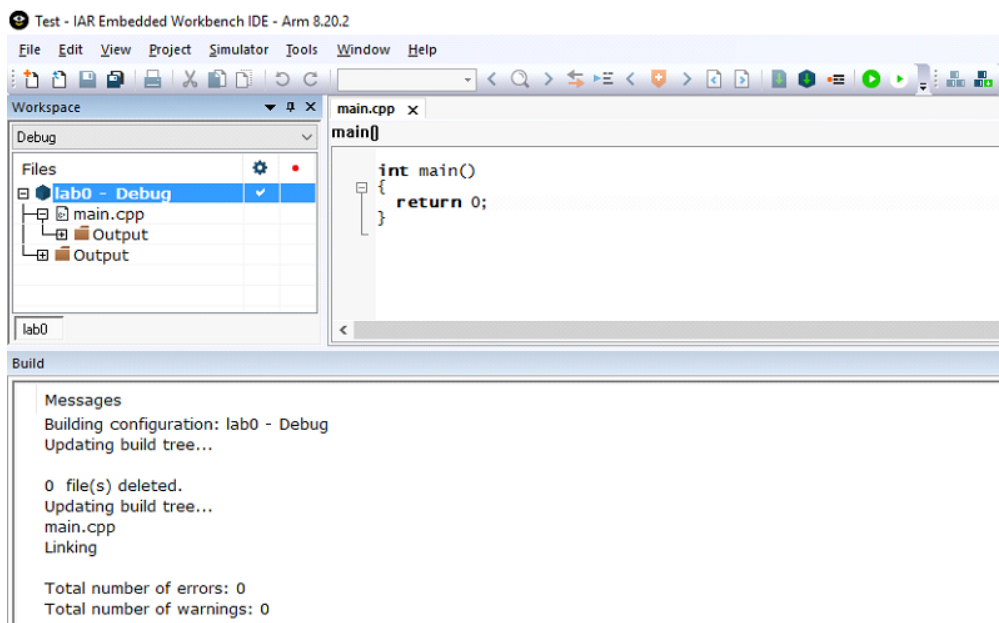 Test - IAR Embedded Workbench IDE - Arm 8.20.2
File Edit View Project Simulator Tools Window Help
Workspace
Debug
Files
lab0 - Debug
main.cpp
Output
Output
lab0
main.cpp
main()
int main()
{
return 0;
}
Build
Messages
Building configuration: lab0 - Debug
Updating build tree...
0 file(s) deleted.
Updating build tree...
main.cpp
Linking
Total number of errors: 0
Total number of warnings: 0